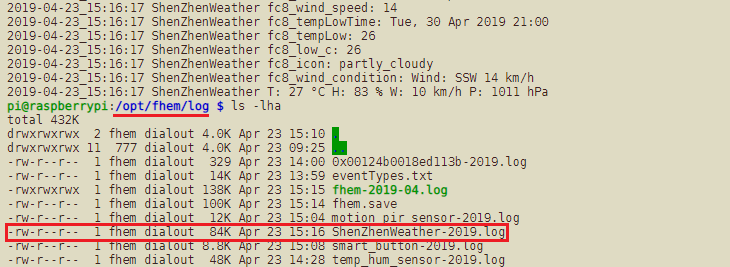 2019-04-23_15:16:17 ShenZhenWeather fc8_wind_speed: 14
2019-04-23_15:16:17 ShenZhenWeather fc8_tempLowTime: Tue, 30 Apr 2019 21:00
2019-04-23_15:16:17 ShenZhenWeather fc8_tempLow: 26
2019-04-23_15:16:17 ShenZhenWeather fc8_low_c: 26
2019-04-23_15:16:17 ShenZhenWeather fc8_icon: partly_cloudy
2019-04-23_15:16:17 ShenZhenWeather fc8_wind_condition: Wind: SSW 14 km/h
2019-04-23_15:16:17 ShenZhenWeather T: 27 °C H: 83 % W: 10 km/h P: 1011 hPa
pi@raspberrypi:/opt/fhem/log $ ls -lha
total 432K
drwxrwxrwx 2 fhem dialout 4.0K Apr 23 15:10 .
drwxrwxrwx 11 777 dialout 4.0K Apr 23 09:25 ..
-rw-r--r-- 1 fhem dialout 329 Apr 23 14:00 0x00124b0018ed113b-2019.log
-rw-r--r-- 1 fhem dialout 14K Apr 23 13:59 eventTypes.txt
-rwxrwxrwx 1 fhem dialout 138K Apr 23 15:15 fhem-2019-04.log
-rw-r--r-- 1 fhem dialout 100K Apr 23 15:14 fhem.save
-rw-r--r-- 1 fhem dialout 12K Apr 23 15:04 motion_pir_sensor-2019.log
-rw-r--r-- 1 fhem dialout 84K Apr 23 15:16 ShenZhenWeather-2019.log
-rw-r--r-- 1 fhem dialout 8.8K Apr 23 15:08 smart_button-2019.log
-rw-r--r-- 1 fhem dialout 48K Apr 23 14:28 temp_hum_sensor-2019.log